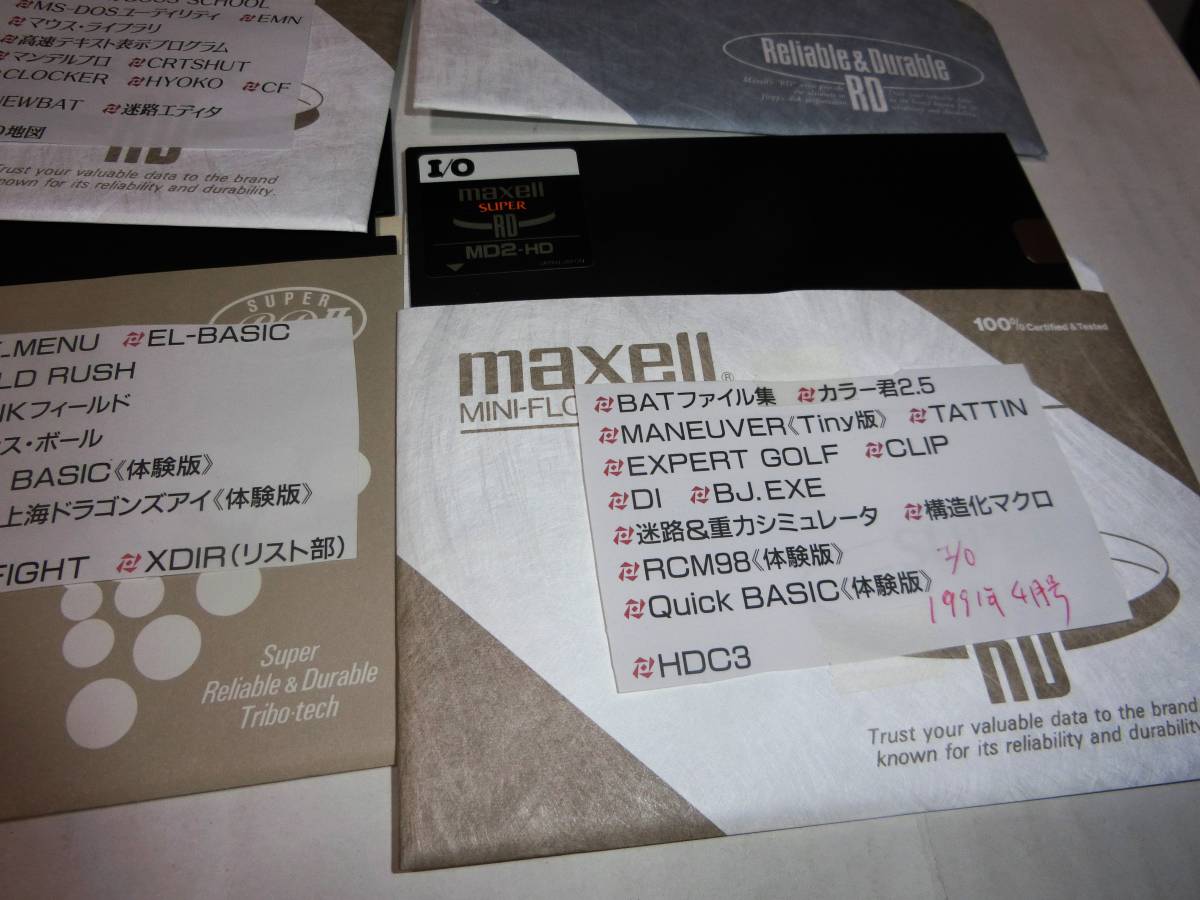 MS-DOSユーティリティ EMN
マウス・ライブラリ
高速テキスト表示プログラム
マンデルブロ CRTSHUT
CLOCKER HYOKO CF
NEWBAT 迷路エディタ
地図
RD
Trust your valuable data to the brand
known for its reliability and durability.
Reliable & Durable
RD
I/O
maxell
SUPER
RD
MD2-HD
SUPER
MENU EL-BASIC
LD RUSH
NKフィールド
ス・ボール
BASIC《体験版》
上海ドラゴンズアイ《体験版》
FIGHT XDIR(リスト部)
Super
Reliable & Durable
Tribo-tech
100% Certified & Tested
maxell®
MINI-FLO
BATファイル集 カラー君2.5
MANEUVER《Tiny版》 TATTIN
EXPERT GOLF CLIP
DI BJ.EXE
迷路&重力シミュレータ 構造化マクロ
RCM98《体験版》 I/O
Quick BASIC《体験版》 1991年4月号
HDC3
RD
Trust your valuable data to the brand
known for its reliability and durability